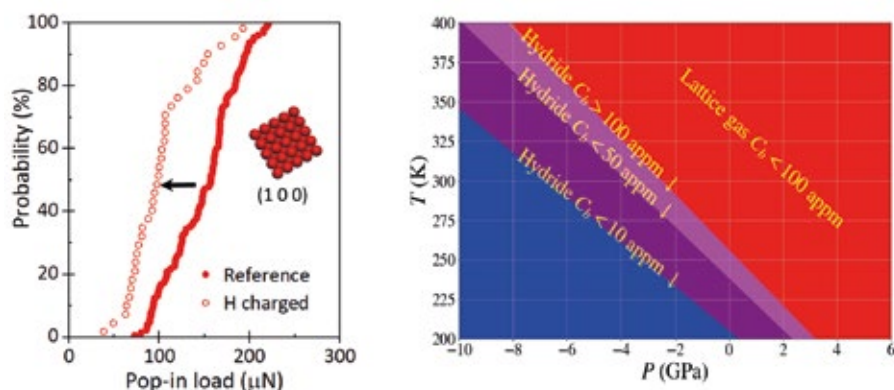 100
80
60
40
20
0
Probability (%)
(1 0 0)
Reference
H charged
0 100 200 300
Pop-in load (μN)
400
375
350
325
300
275
250
225
200
T (K)
Hydride C_b > 100 appm ↓
Hydride C_b < 50 appm ↓
Hydride C_b < 10 appm ↓
Lattice gas C_b < 100 appm
−10 −8 −6 −4 −2 0 2 4 6
P (GPa)